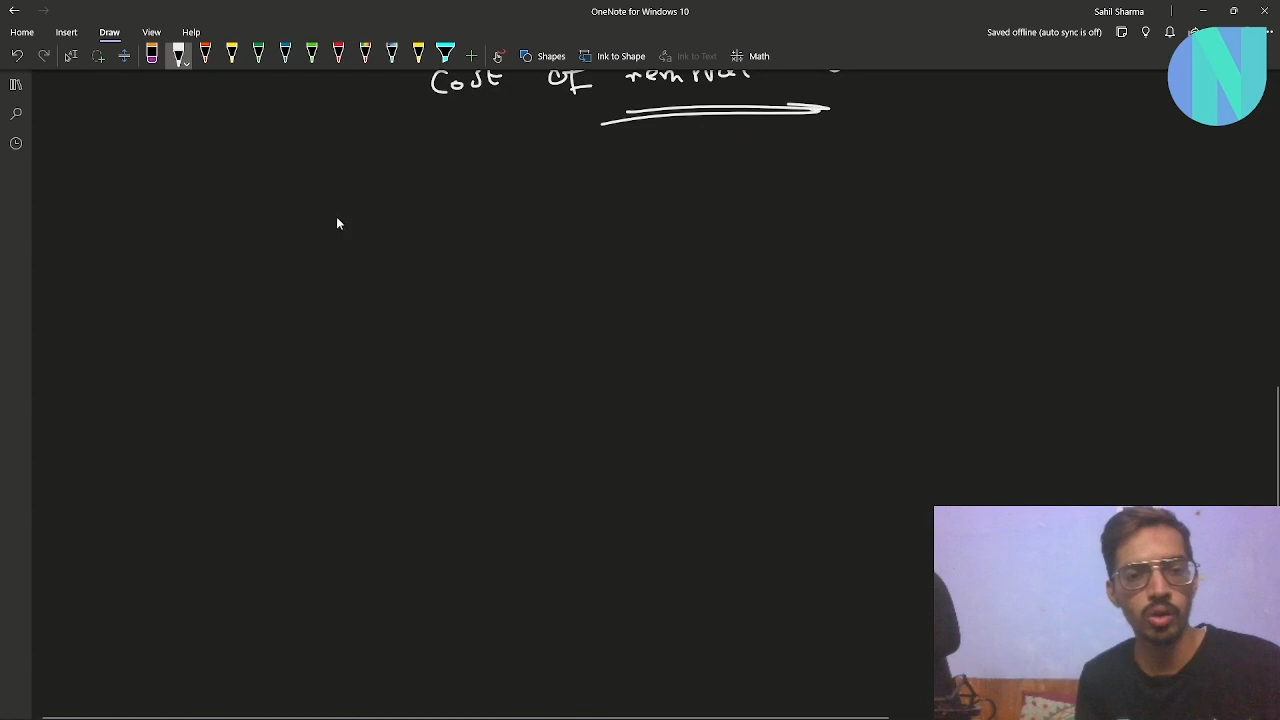 OneNote for Windows 10
Sahil Sharma
Home Insert Draw View Help
Saved offline (auto sync is off)
Shapes Ink to Shape Ink to Text Math
Cost of
N